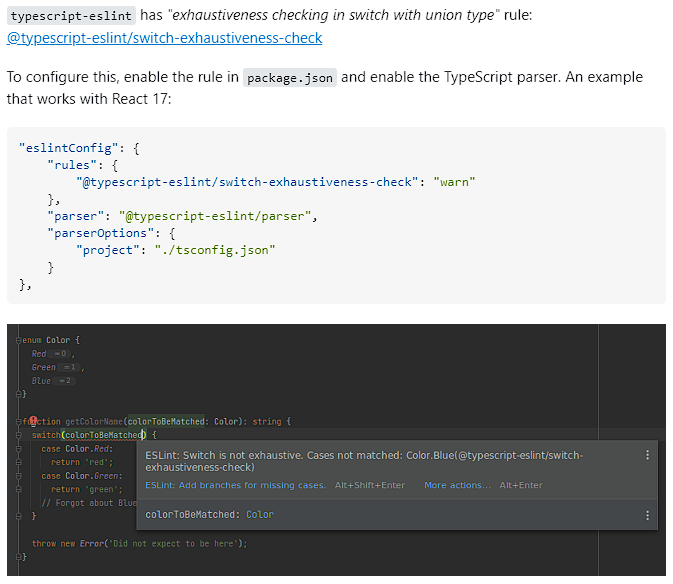 typescript-eslint has "exhaustiveness checking in switch with union type" rule:
@typescript-eslint/switch-exhaustiveness-check
To configure this, enable the rule in package.json and enable the TypeScript parser. An example
that works with React 17:
"eslintConfig": {
    "rules": {
        "@typescript-eslint/switch-exhaustiveness-check": "warn"
    },
    "parser": "@typescript-eslint/parser",
    "parserOptions": {
        "project": "./tsconfig.json"
    }
},
enum Color {
  Red = 0 ,
  Green = 1 ,
  Blue = 2
}
function getColorName(colorToBeMatched: Color): string {
  switch(colorToBeMatched) {
    case Color.Red:
      return 'red';
    case Color.Green:
      return 'green';
    // Forgot about Blue
  }
  throw new Error('Did not expect to be here');
}
ESLint: Switch is not exhaustive. Cases not matched: Color.Blue(@typescript-eslint/switch-
exhaustiveness-check)
ESLint: Add branches for missing cases. Alt+Shift+Enter More actions... Alt+Enter
colorToBeMatched: Color